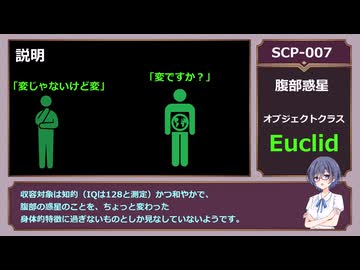 説明
「変じゃないけど変」
「変ですか？」
SCP-007
腹部惑星
オブジェクトクラス
Euclid
収容対象は知的（IQは128と測定）かつ和やかで、
腹部の惑星のことを、ちょっと変わった
身体的特徴に過ぎないものとしか見なしていないようです。